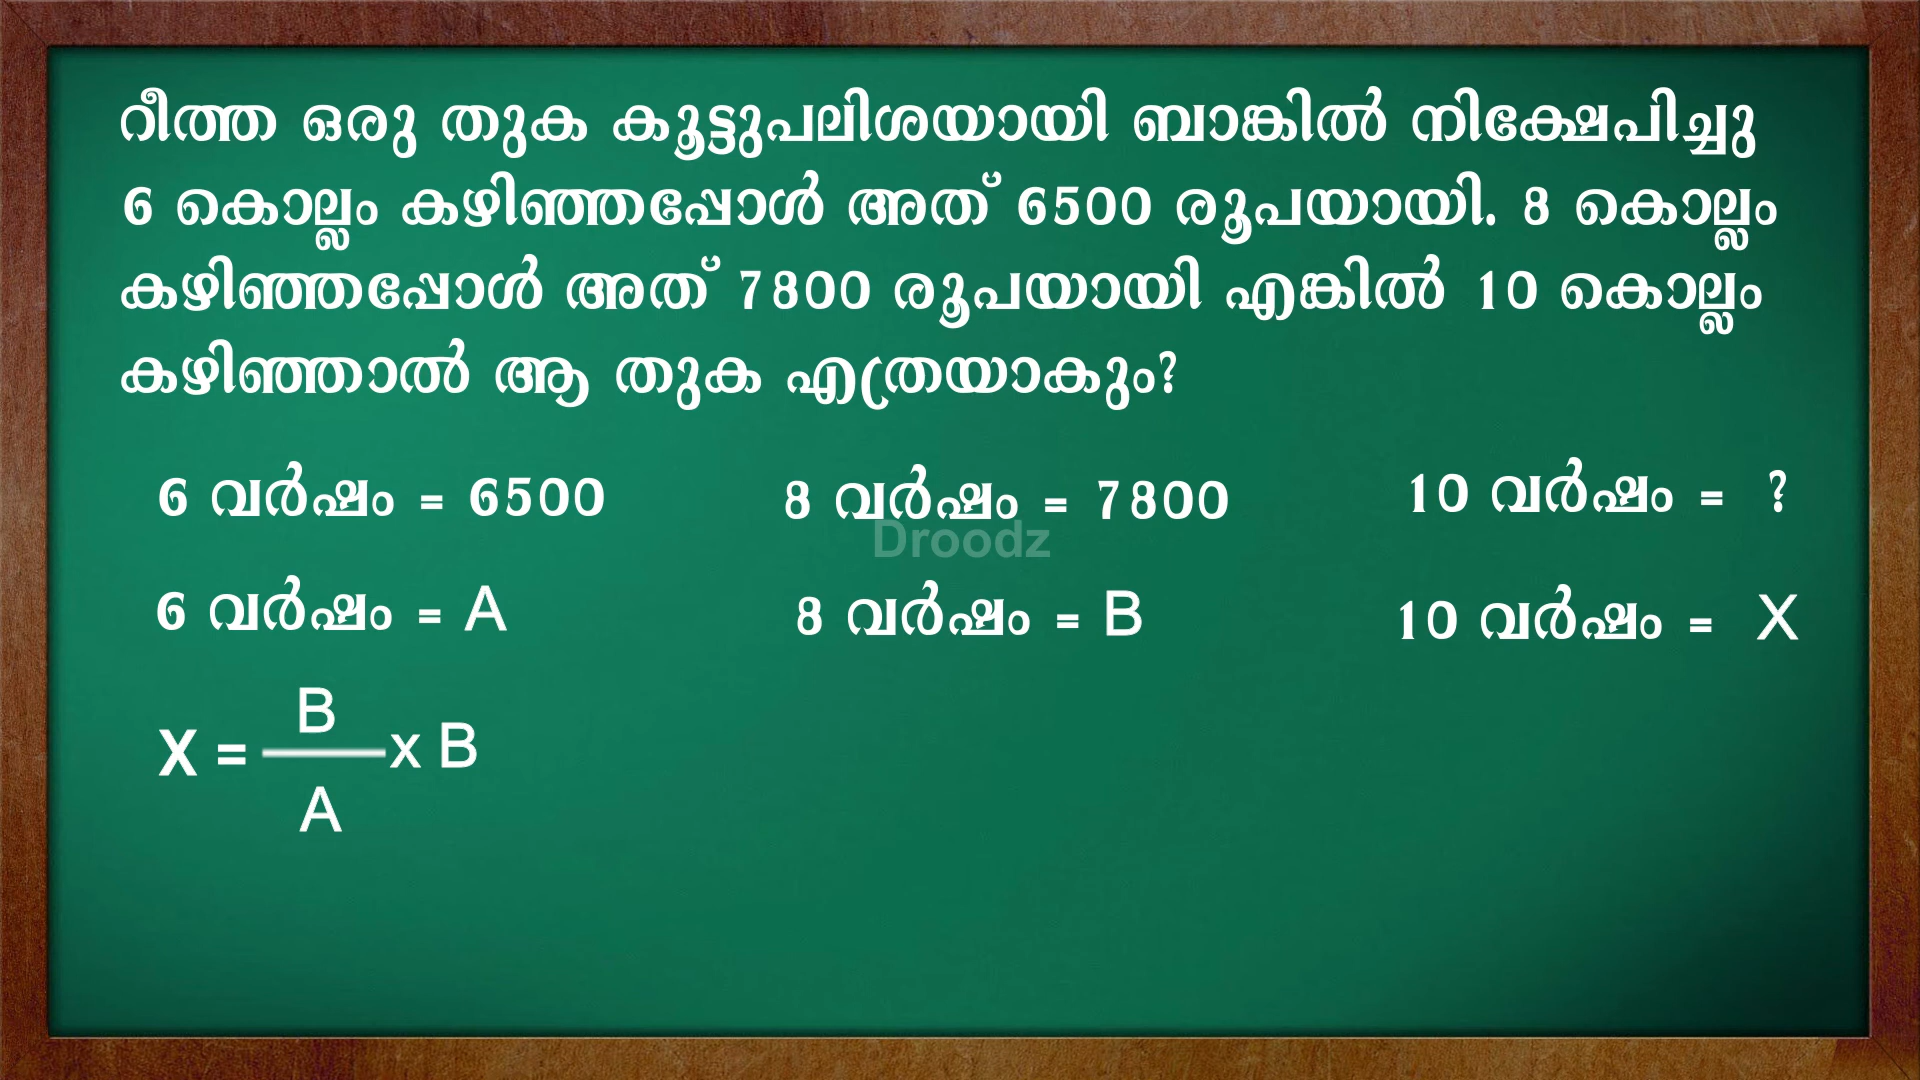 റീത്ത ഒരു തുക കൂട്ടുപലിശയായി ബാങ്കിൽ നിക്ഷേപിച്ചു
6 കൊല്ലം കഴിഞ്ഞപ്പോൾ അത് 6500 രൂപയായി. 8 കൊല്ലം
കഴിഞ്ഞപ്പോൾ അത് 7800 രൂപയായി എങ്കിൽ 10 കൊല്ലം
കഴിഞ്ഞാൽ ആ തുക എത്രയാകും?
6 വർഷം = 6500 8 വർഷം = 7800 10 വർഷം = ?
Droodz
6 വർഷം = A 8 വർഷം = B 10 വർഷം = X
B
X = x B
A